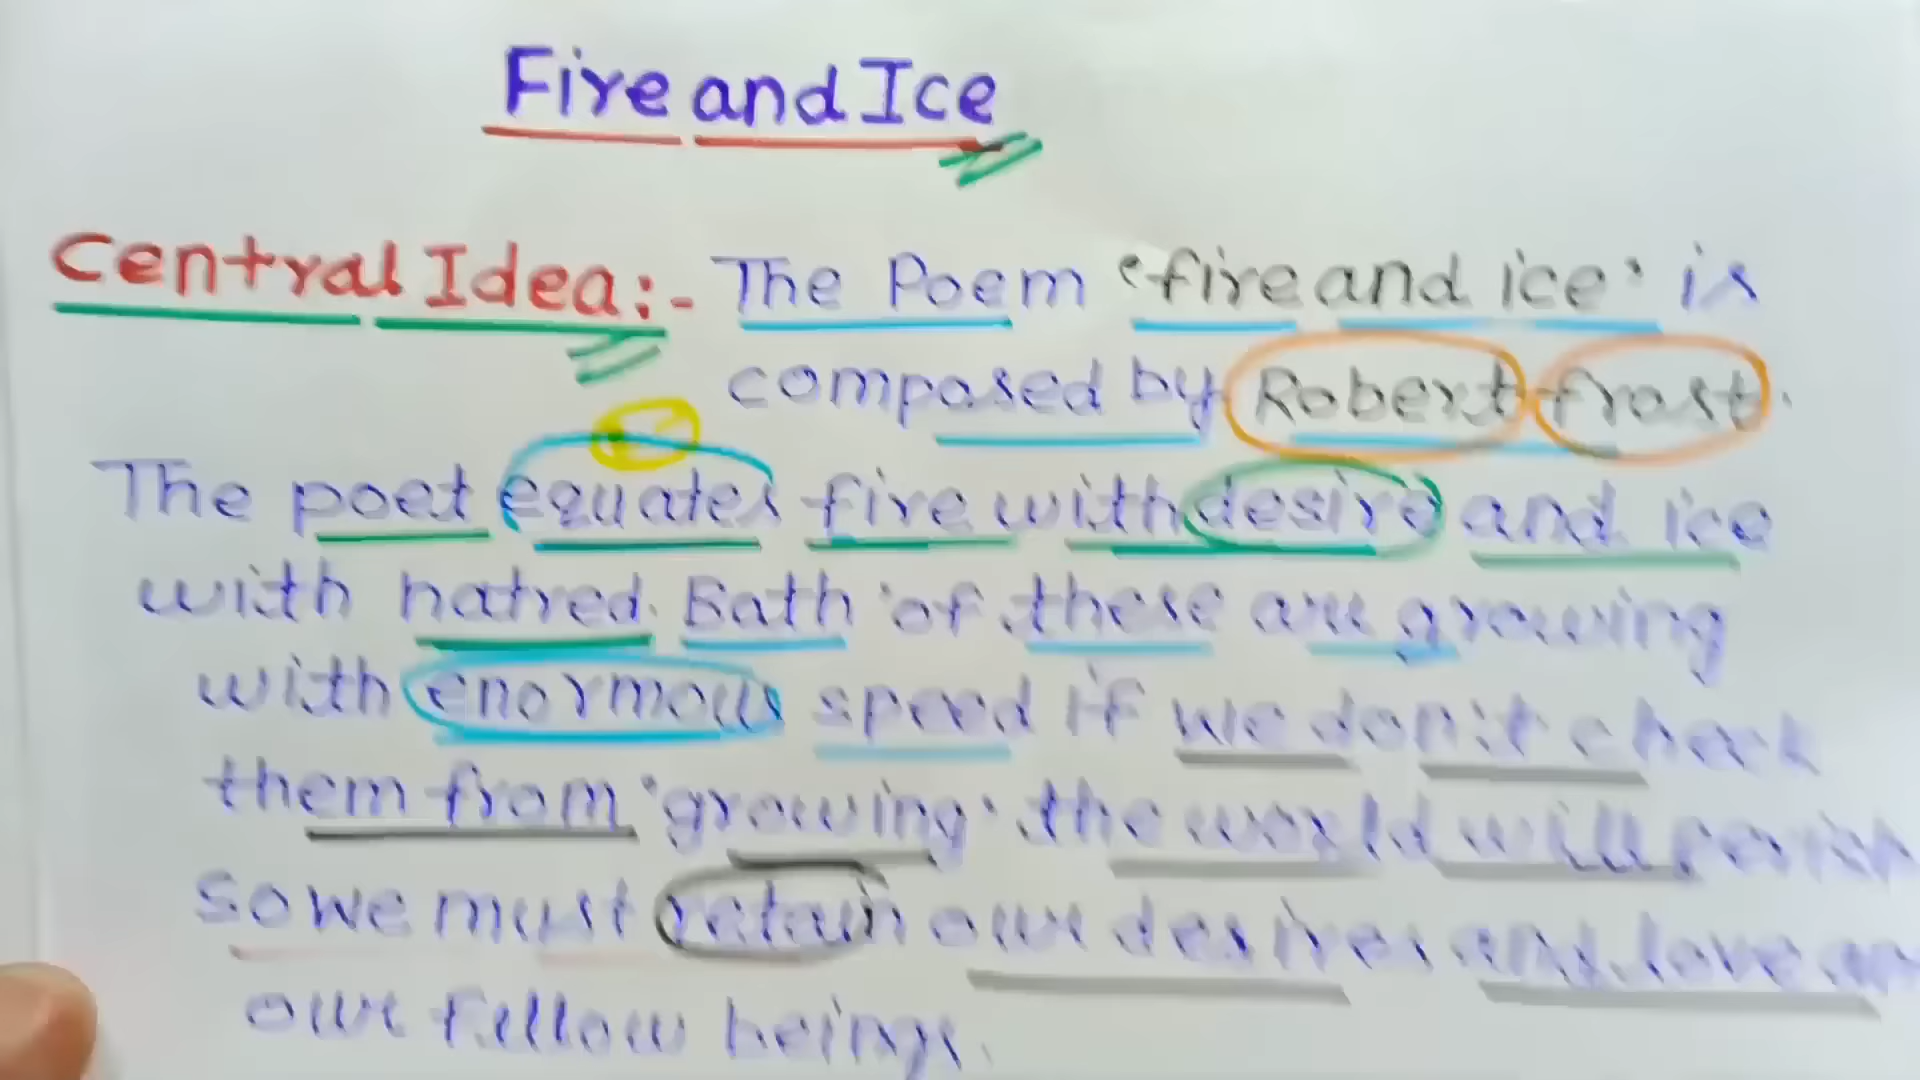 Fire and Ice
Central Idea:- The Poem 'fire and ice' is
composed by Robert frost.
The poet equates fire with desire and ice
with hatred. Both of these are growing
with enormous speed if we don't check
them from 'growing' the world will perish
so we must retain our desires and love
our fellow beings.